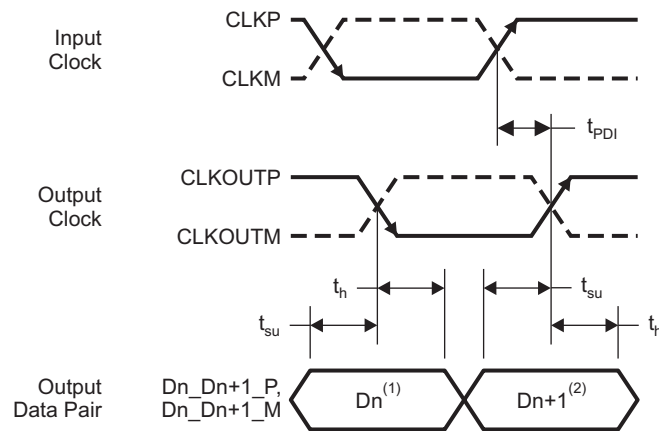 Input
Clock
CLKP
CLKM
t_PDI
Output
Clock
CLKOUTP
CLKOUTM
t_h
t_su
t_su
t_h
Output
Data Pair
Dn_Dn+1_P,
Dn_Dn+1_M
Dn(1)
Dn+1(2)